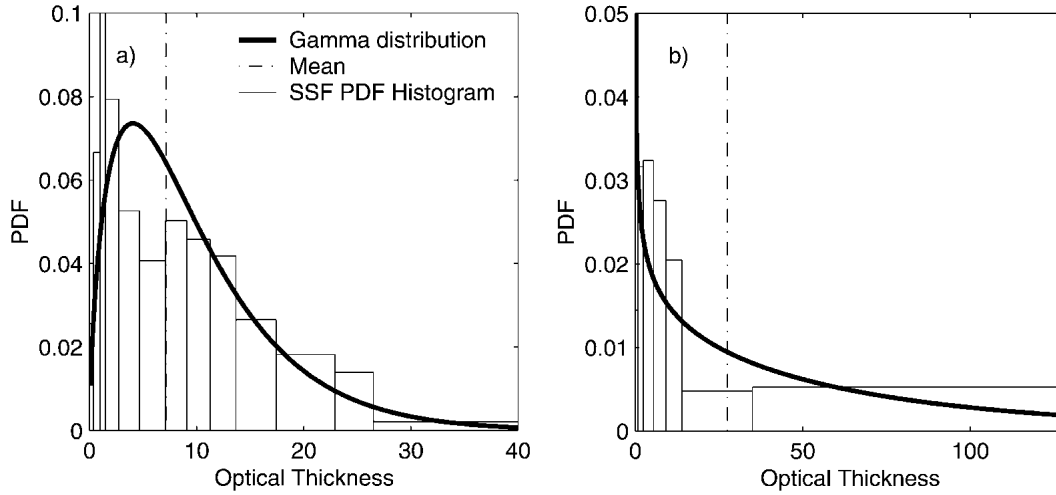 0.1
0.08
0.06
0.04
0.02
0
PDF
a)
Gamma distribution
Mean
SSF PDF Histogram
0 10 20 30 40
Optical Thickness
0.05
0.04
0.03
0.02
0.01
0
PDF
b)
0 50 100
Optical Thickness